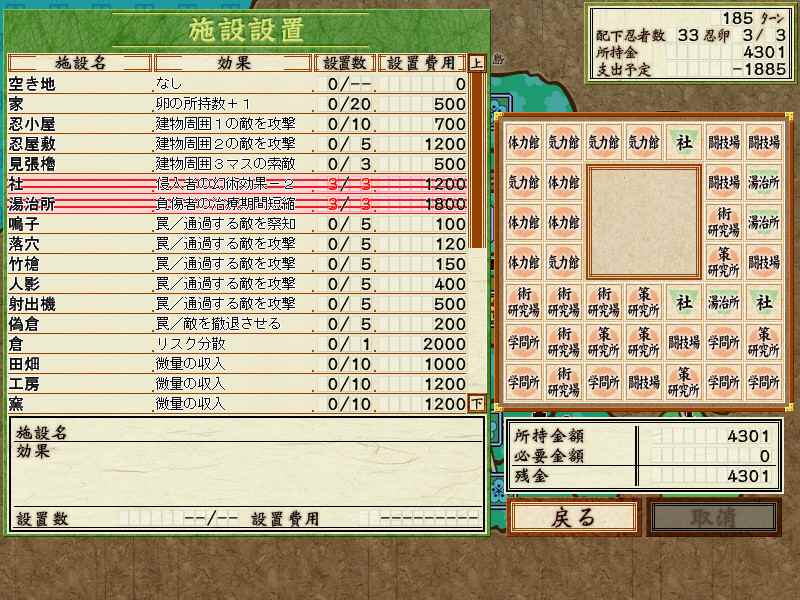 施設設置
185 ターン
配下忍者数 33 忍卵 3/ 3
所持金 4301
支出予定 -1885
島
施設名 効果 設置数 設置費用 上
空き地 なし 0/-- 0
家 卵の所持数+1 0/20 500
忍小屋 建物周囲1の敵を攻撃 0/10 700
忍屋敷 建物周囲2の敵を攻撃 0/ 5 1200
見張櫓 建物周囲3マスの索敵 0/ 3 500
社 侵入者の幻術効果-2 3/ 3 1200
湯治所 負傷者の治療期間短縮 3/ 3 1800
鳴子 罠/通過する敵を察知 0/ 5 100
落穴 罠/通過する敵を攻撃 0/ 5 120
竹槍 罠/通過する敵を攻撃 0/ 5 150
人影 罠/通過する敵を攻撃 0/ 5 400
射出機 罠/通過する敵を攻撃 0/ 5 500
偽倉 罠/敵を撤退させる 0/ 5 200
倉 リスク分散 0/ 1 2000
田畑 微量の収入 0/10 1000
工房 微量の収入 0/10 1200
窯 微量の収入 0/10 1200 下
体力館 気力館 気力館 気力館 社 闘技場 闘技場
気力館 体力館 闘技場 湯治所
体力館 体力館 術研究場 湯治所
体力館 気力館 策研究所 闘技場
術研究場 術研究場 術研究場 策研究所 社 湯治所 社
学問所 術研究場 策研究所 策研究所 闘技場 学問所 策研究所
学問所 術研究場 学問所 闘技場 策研究所 学問所 学問所
施設名
効果
設置数 --/-- 設置費用 ---------
所持金額 4301
必要金額 0
残金 4301
戻る 取消